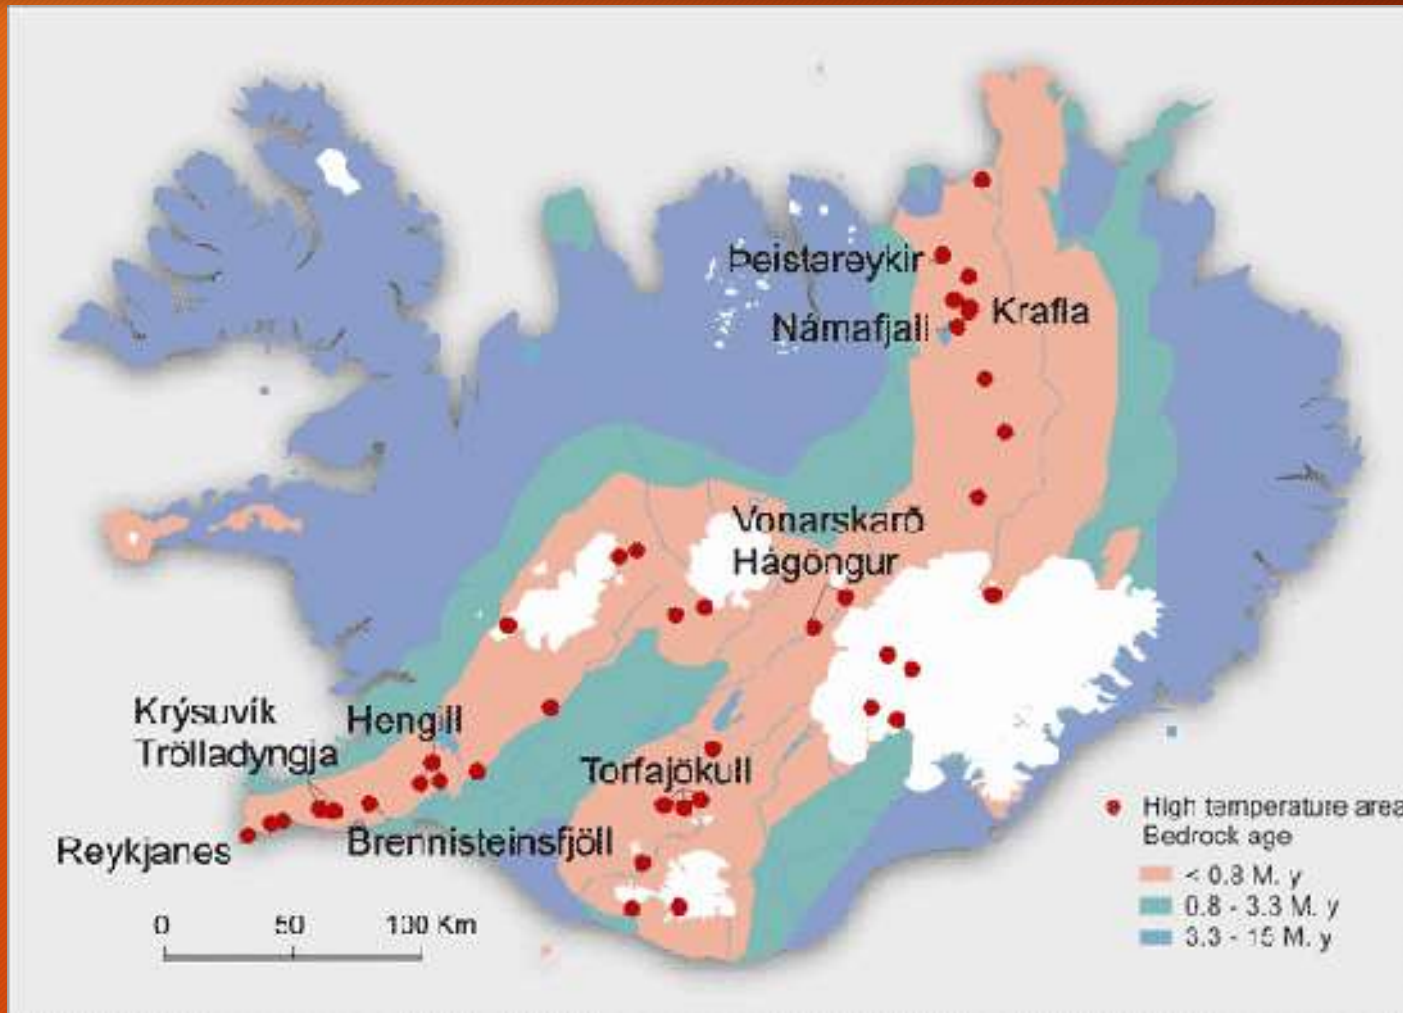 Þeistareykir
Krafla
Námafjall
Vonarskarð
Hágöngur
Krýsuvík
Trölladyngja
Hengill
Torfajökull
Reykjanes
Brennisteinsfjöll
0 50 100 Km
High temperature area
Bedrock age
< 0.8 M. y
0.8 - 3.3 M. y
3.3 - 15 M. y